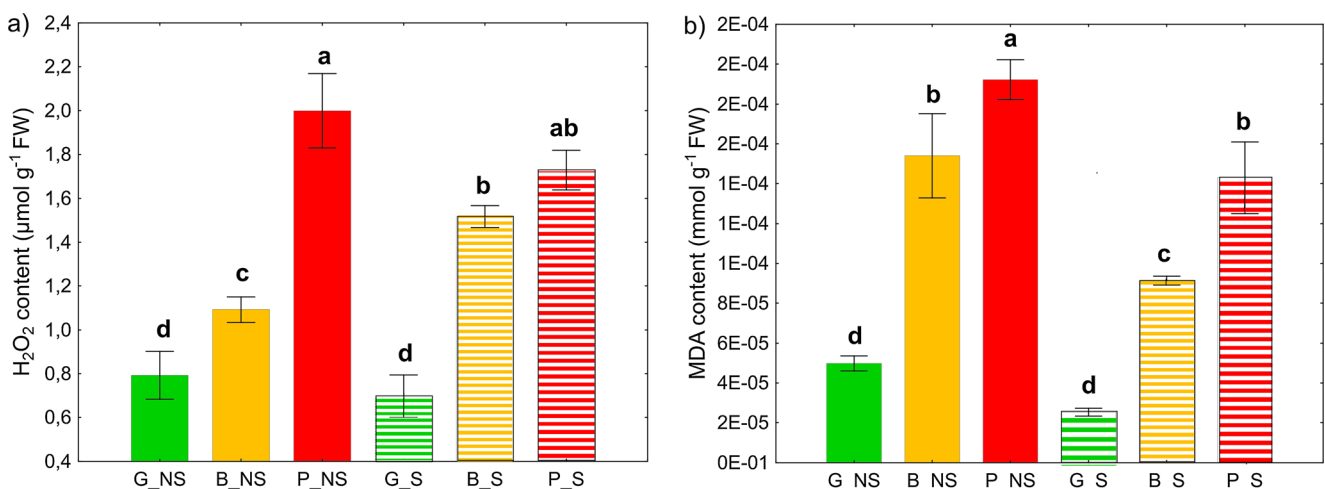 a)
H₂O₂ content (μmol g⁻¹ FW)
2,4
2,2
2,0
1,8
1,6
1,4
1,2
1,0
0,8
0,6
0,4
d
c
a
d
b
ab
G_NS B_NS P_NS G_S B_S P_S
b)
MDA content (mmol g⁻¹ FW)
2E-04
2E-04
2E-04
2E-04
1E-04
1E-04
1E-04
8E-05
6E-05
4E-05
2E-05
0E-01
d
b
a
d
c
b
G NS B NS P NS G S B S P S